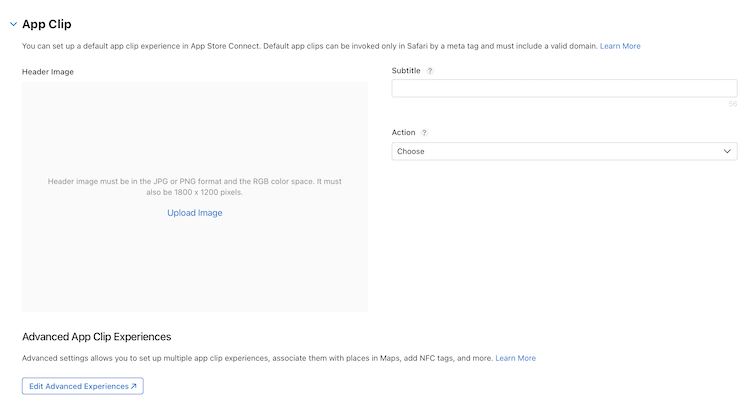 App Clip
You can set up a default app clip experience in App Store Connect. Default app clips can be invoked only in Safari by a meta tag and must include a valid domain. Learn More
Header Image
Header image must be in the JPG or PNG format and the RGB color space. It must
also be 1800 x 1200 pixels.
Upload Image
Subtitle ?
56
Action ?
Choose
Advanced App Clip Experiences
Advanced settings allows you to set up multiple app clip experiences, associate them with places in Maps, add NFC tags, and more. Learn More
Edit Advanced Experiences ↗